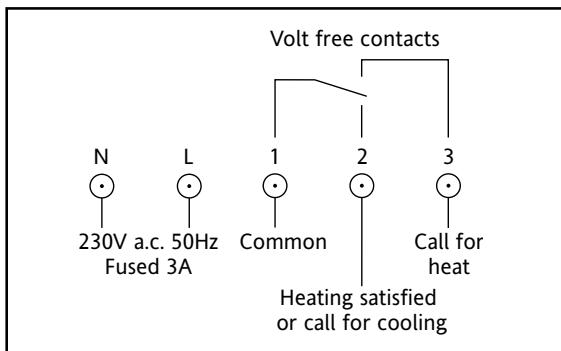 Volt free contacts
N L 1 2 3
230V a.c. 50Hz Common Call for
Fused 3A heat
Heating satisfied
or call for cooling